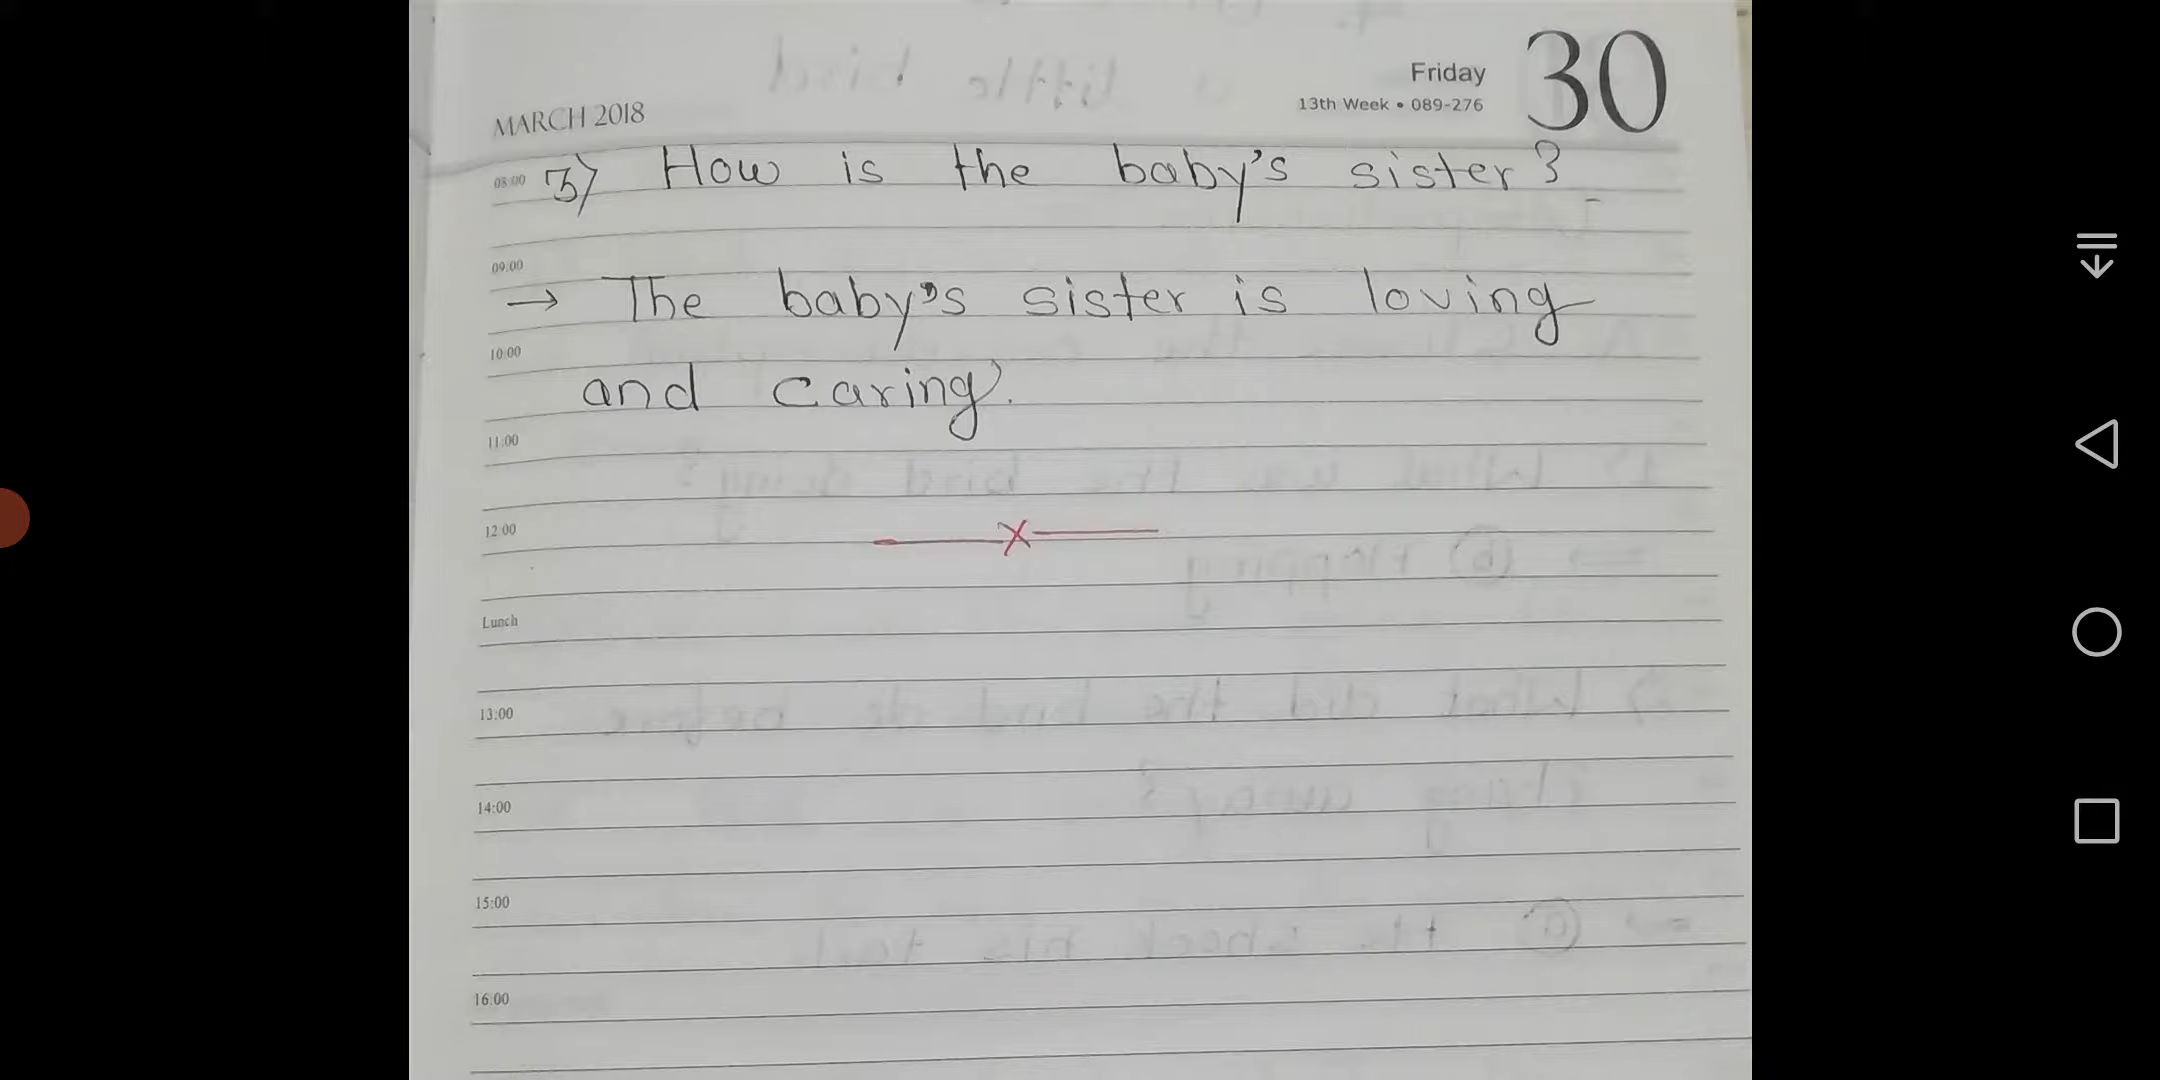 MARCH 2018
Friday
13th Week • 089-276
30
08:00
3) How is the baby's sister?
09:00
→ The baby's sister is loving
10:00
and caring.
11:00
12:00
X
Lunch
13:00
14:00
15:00
16:00